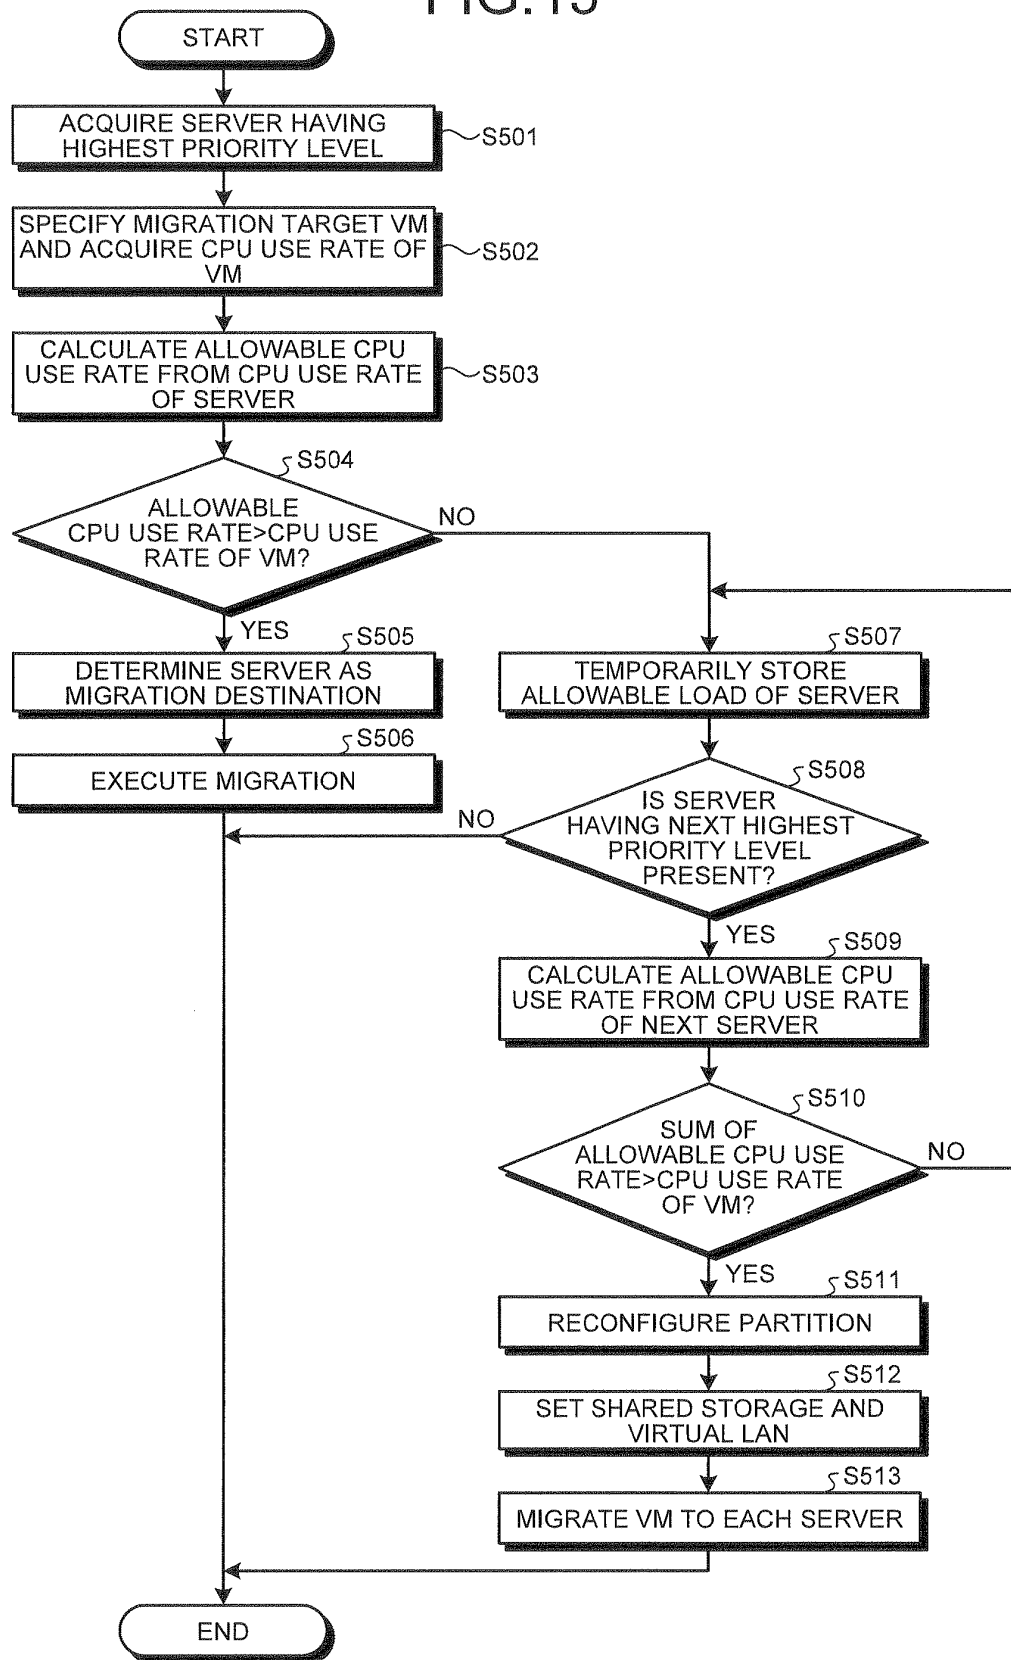 FIG.15
START
ACQUIRE SERVER HAVING
HIGHEST PRIORITY LEVEL
S501
SPECIFY MIGRATION TARGET VM
AND ACQUIRE CPU USE RATE OF
VM
S502
CALCULATE ALLOWABLE CPU
USE RATE FROM CPU USE RATE
OF SERVER
S503
S504
ALLOWABLE
CPU USE RATE>CPU USE
RATE OF VM?
NO
YES
S505
DETERMINE SERVER AS
MIGRATION DESTINATION
S506
EXECUTE MIGRATION
S507
TEMPORARILY STORE
ALLOWABLE LOAD OF SERVER
S508
IS SERVER
HAVING NEXT HIGHEST
PRIORITY LEVEL
PRESENT?
NO
YES
S509
CALCULATE ALLOWABLE CPU
USE RATE FROM CPU USE RATE
OF NEXT SERVER
S510
SUM OF
ALLOWABLE CPU USE
RATE>CPU USE RATE
OF VM?
NO
YES
S511
RECONFIGURE PARTITION
S512
SET SHARED STORAGE AND
VIRTUAL LAN
S513
MIGRATE VM TO EACH SERVER
END